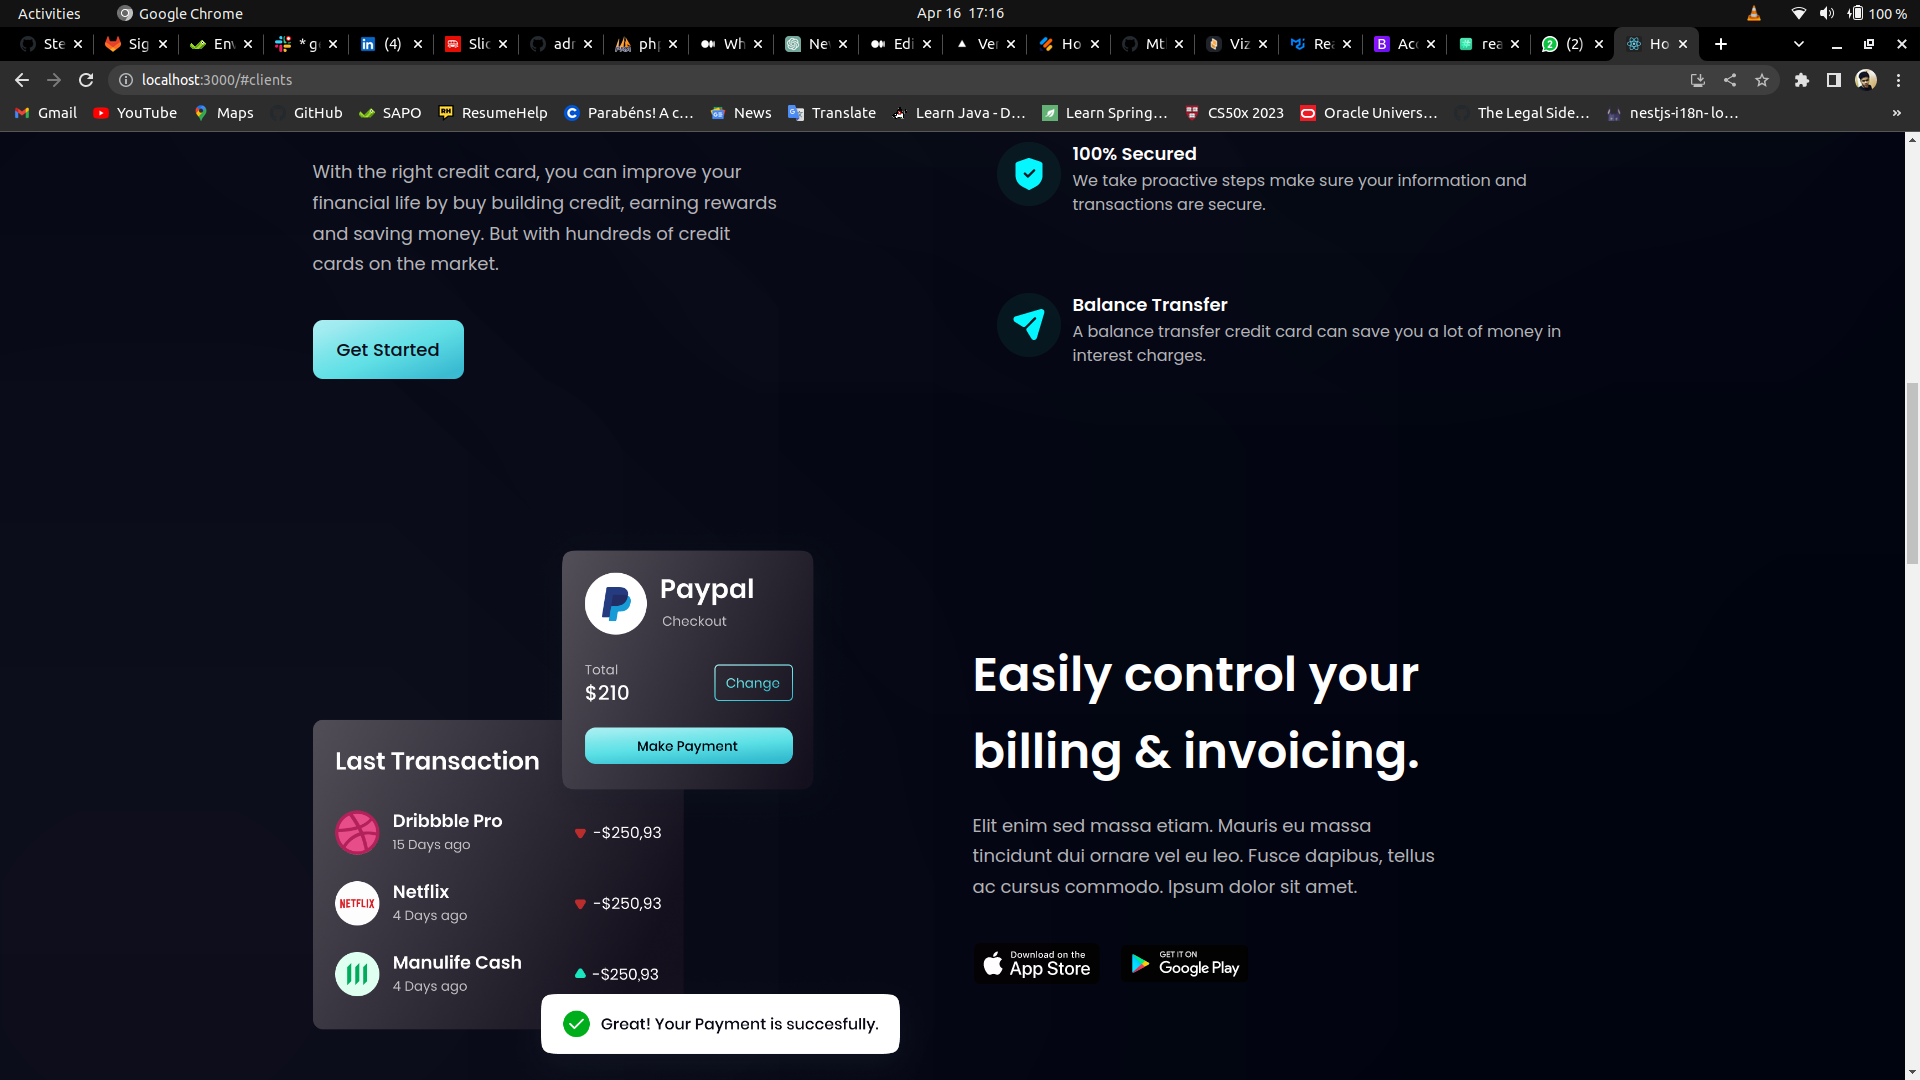 Activities
Google Chrome
Apr 16 17:16
100 %
Ste
Sig
Env
* g
(4)
Slic
adr
php
Wh
Nev
Edi
Ver
Ho
Mt
Viz
Rea
Acc
rea
(2)
Ho
localhost:3000/#clients
Gmail
YouTube
Maps
GitHub
SAPO
ResumeHelp
Parabéns! A c...
News
Translate
Learn Java - D...
Learn Spring...
CS50x 2023
Oracle Univers...
The Legal Side...
nestjs-i18n- lo...
»
With the right credit card, you can improve your
financial life by buy building credit, earning rewards
and saving money. But with hundreds of credit
cards on the market.
Get Started
100% Secured
We take proactive steps make sure your information and
transactions are secure.
Balance Transfer
A balance transfer credit card can save you a lot of money in
interest charges.
Paypal
Checkout
Total
$210
Change
Make Payment
Last Transaction
Dribbble Pro
15 Days ago
-$250,93
NETFLIX
Netflix
4 Days ago
-$250,93
Manulife Cash
4 Days ago
-$250,93
Great! Your Payment is succesfully.
Easily control your
billing & invoicing.
Elit enim sed massa etiam. Mauris eu massa
tincidunt dui ornare vel eu leo. Fusce dapibus, tellus
ac cursus commodo. Ipsum dolor sit amet.
Download on the
App Store
GET IT ON
Google Play